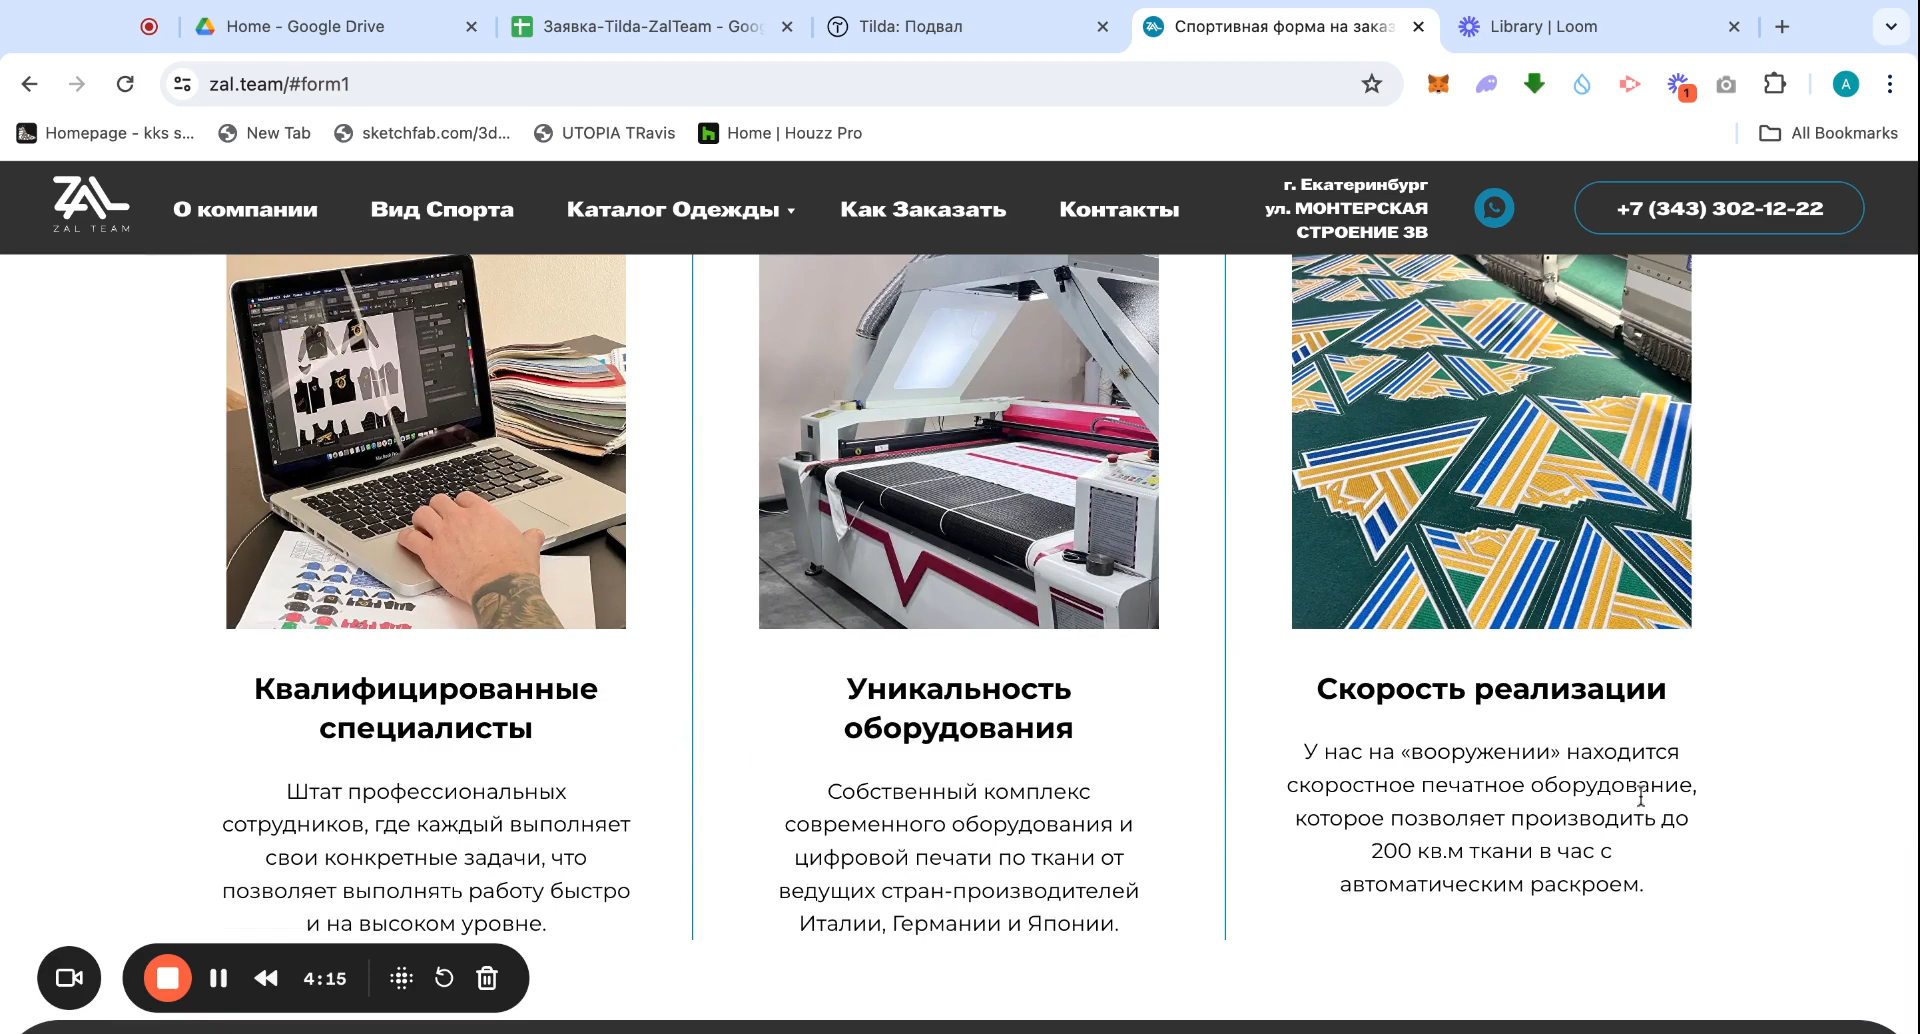 Home - Google Drive
Заявка-Tilda-ZalTeam - Goog
Tilda: Подвал
Спортивная форма на заказ
Library | Loom
zal.team/#form1
1
A
Homepage - kks s...
New Tab
sketchfab.com/3d...
UTOPIA TRavis
Home | Houzz Pro
All Bookmarks
ZAL
ZAL TEAM
О компании
Вид Спорта
Каталог Одежды
Как Заказать
Контакты
г. Екатеринбург
ул. МОНТЕРСКАЯ
СТРОЕНИЕ 3В
+7 (343) 302-12-22
Квалифицированные
специалисты
Штат профессиональных
сотрудников, где каждый выполняет
свои конкретные задачи, что
позволяет выполнять работу быстро
и на высоком уровне.
Уникальность
оборудования
Собственный комплекс
современного оборудования и
цифровой печати по ткани от
ведущих стран-производителей
Италии, Германии и Японии.
Скорость реализации
У нас на «вооружении» находится
скоростное печатное оборудование,
которое позволяет производить до
200 кв.м ткани в час с
автоматическим раскроем.
4:15